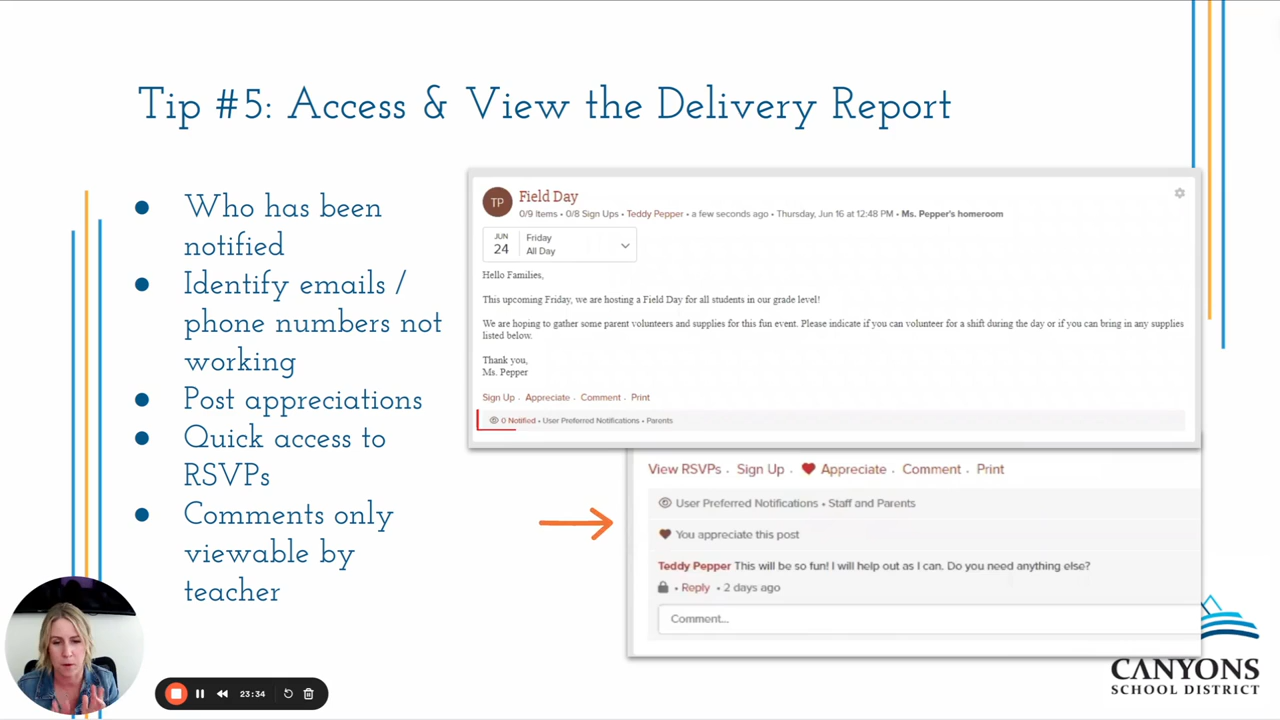 Tip #5: Access & View the Delivery Report
● Who has been
notified
● Identify emails /
phone numbers not
working
● Post appreciations
● Quick access to
RSVPs
● Comments only
viewable by
teacher
TP
Field Day
0/9 Items • 0/8 Sign Ups • Teddy Pepper • a few seconds ago • Thursday, Jun 16 at 12:48 PM • Ms. Pepper's homeroom
JUN
24
Friday
All Day
Hello Families,
This upcoming Friday, we are hosting a Field Day for all students in our grade level!
We are hoping to gather some parent volunteers and supplies for this fun event. Please indicate if you can volunteer for a shift during the day or if you can bring in any supplies
listed below.
Thank you,
Ms. Pepper
Sign Up • Appreciate • Comment • Print
0 Notified • User Preferred Notifications • Parents
View RSVPs • Sign Up • Appreciate • Comment • Print
User Preferred Notifications • Staff and Parents
You appreciate this post
Teddy Pepper This will be so fun! I will help out as I can. Do you need anything else?
• Reply • 2 days ago
Comment...
23:34
CANYONS
SCHOOL DISTRICT